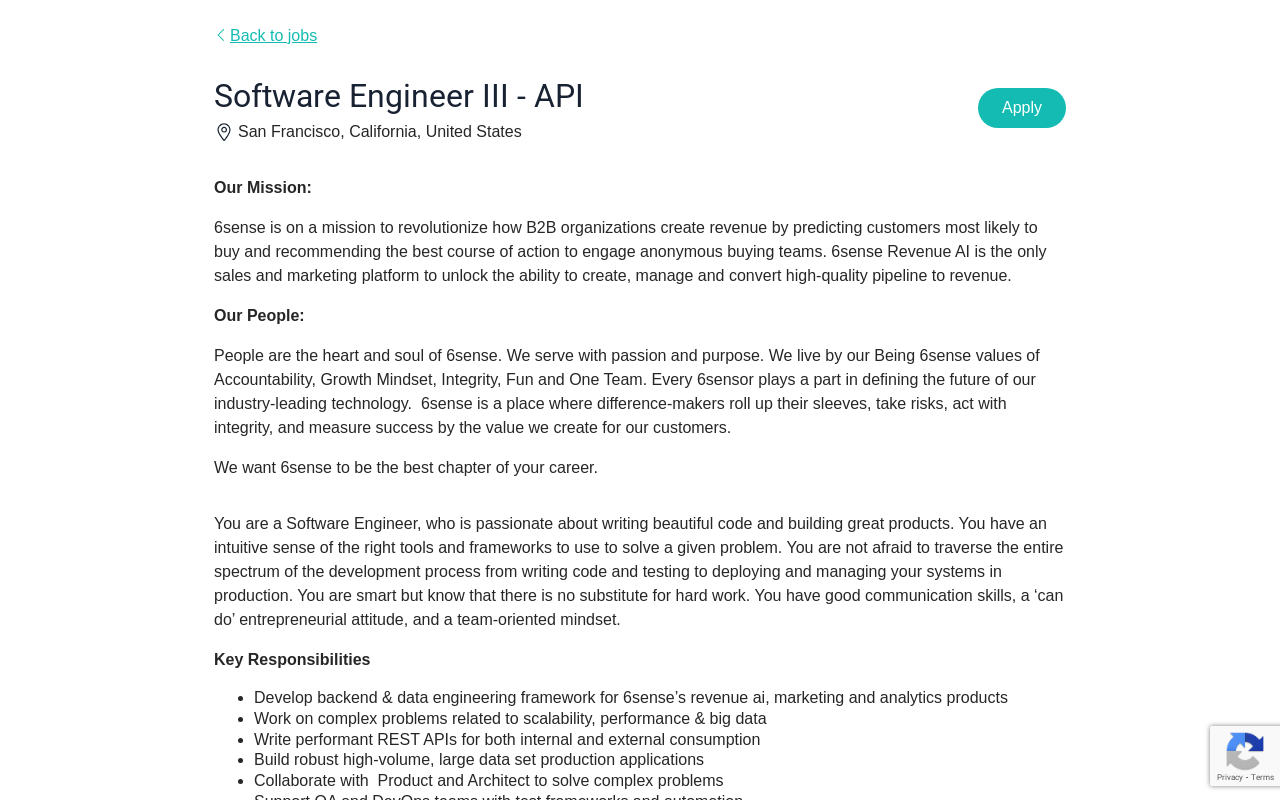 Back to jobs
Software Engineer III - API
Apply
San Francisco, California, United States
Our Mission:
6sense is on a mission to revolutionize how B2B organizations create revenue by predicting customers most likely to
buy and recommending the best course of action to engage anonymous buying teams. 6sense Revenue AI is the only
sales and marketing platform to unlock the ability to create, manage and convert high-quality pipeline to revenue.
Our People:
People are the heart and soul of 6sense. We serve with passion and purpose. We live by our Being 6sense values of
Accountability, Growth Mindset, Integrity, Fun and One Team. Every 6sensor plays a part in defining the future of our
industry-leading technology.  6sense is a place where difference-makers roll up their sleeves, take risks, act with
integrity, and measure success by the value we create for our customers.
We want 6sense to be the best chapter of your career.
You are a Software Engineer, who is passionate about writing beautiful code and building great products. You have an
intuitive sense of the right tools and frameworks to use to solve a given problem. You are not afraid to traverse the entire
spectrum of the development process from writing code and testing to deploying and managing your systems in
production. You are smart but know that there is no substitute for hard work. You have good communication skills, a ‘can
do’ entrepreneurial attitude, and a team-oriented mindset.
Key Responsibilities
• Develop backend & data engineering framework for 6sense’s revenue ai, marketing and analytics products
• Work on complex problems related to scalability, performance & big data
• Write performant REST APIs for both internal and external consumption
• Build robust high-volume, large data set production applications
• Collaborate with  Product and Architect to solve complex problems
• Support QA and DevOps teams with test frameworks and automation
Privacy - Terms